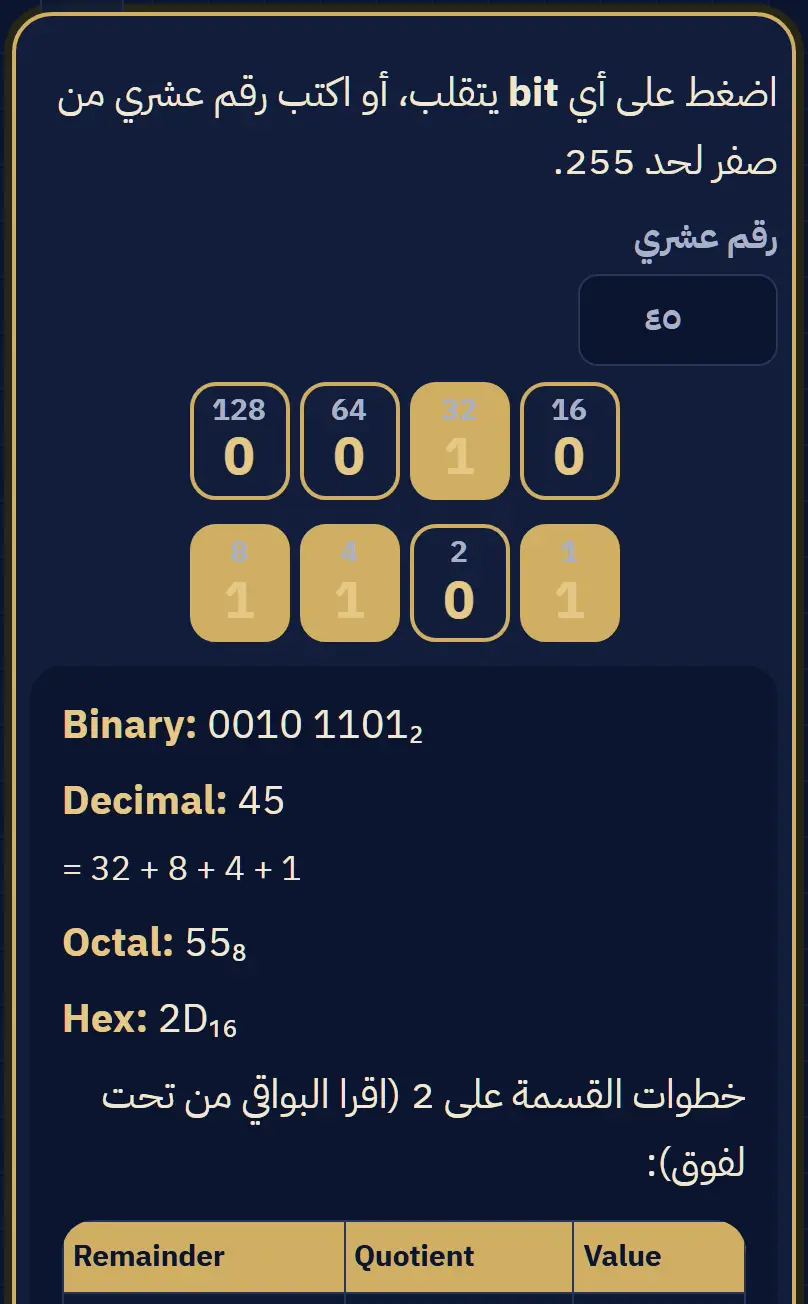 اضغط على أي bit يتقلب، أو اكتب رقم عشري من
صفر لحد 255.
رقم عشري
٤٥
128 64 32 16
0 0 1 0
8 4 2 1
1 1 0 1
Binary: 0010 1101₂
Decimal: 45
= 32 + 8 + 4 + 1
Octal: 55₈
Hex: 2D₁₆
خطوات القسمة على 2 (اقرا البواقي من تحت
لفوق):
Remainder Quotient Value